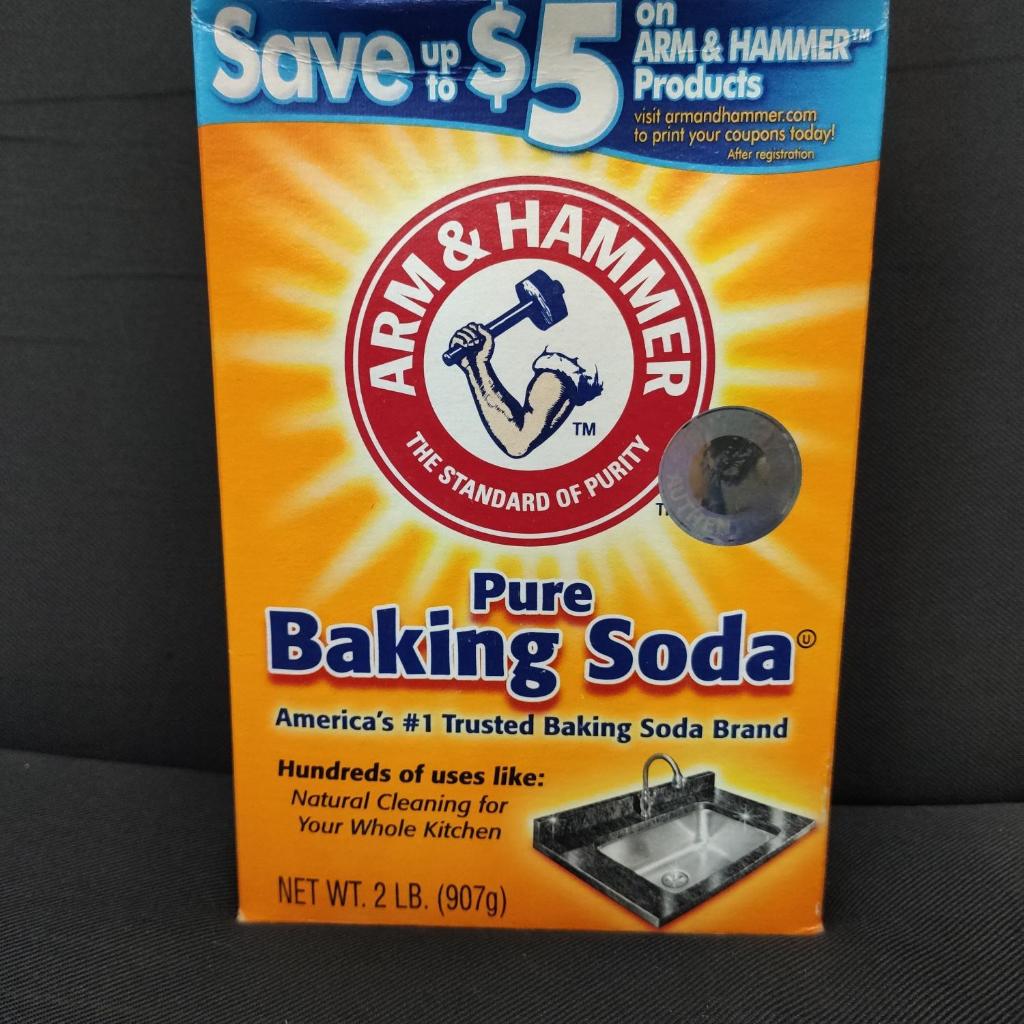 Save up to $5 on
ARM & HAMMER™
Products
visit armandhammer.com
to print your coupons today!
After registration
ARM & HAMMER
TM
THE STANDARD OF PURITY
Pure
Baking Soda Ⓤ
America's #1 Trusted Baking Soda Brand
Hundreds of uses like:
Natural Cleaning for
Your Whole Kitchen
NET WT. 2 LB. (907g)